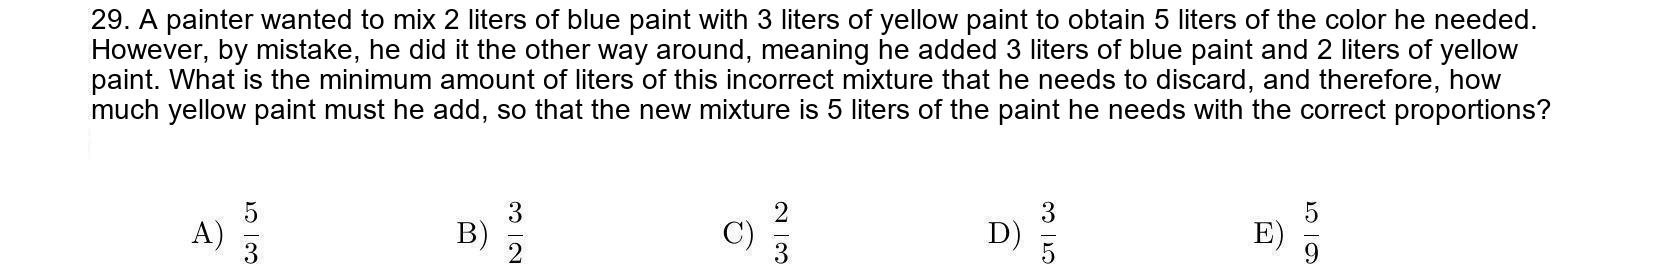 29. A painter wanted to mix 2 liters of blue paint with 3 liters of yellow paint to obtain 5 liters of the color he needed.
However, by mistake, he did it the other way around, meaning he added 3 liters of blue paint and 2 liters of yellow
paint. What is the minimum amount of liters of this incorrect mixture that he needs to discard, and therefore, how
much yellow paint must he add, so that the new mixture is 5 liters of the paint he needs with the correct proportions?
A) 5/3 B) 3/2 C) 2/3 D) 3/5 E) 5/9